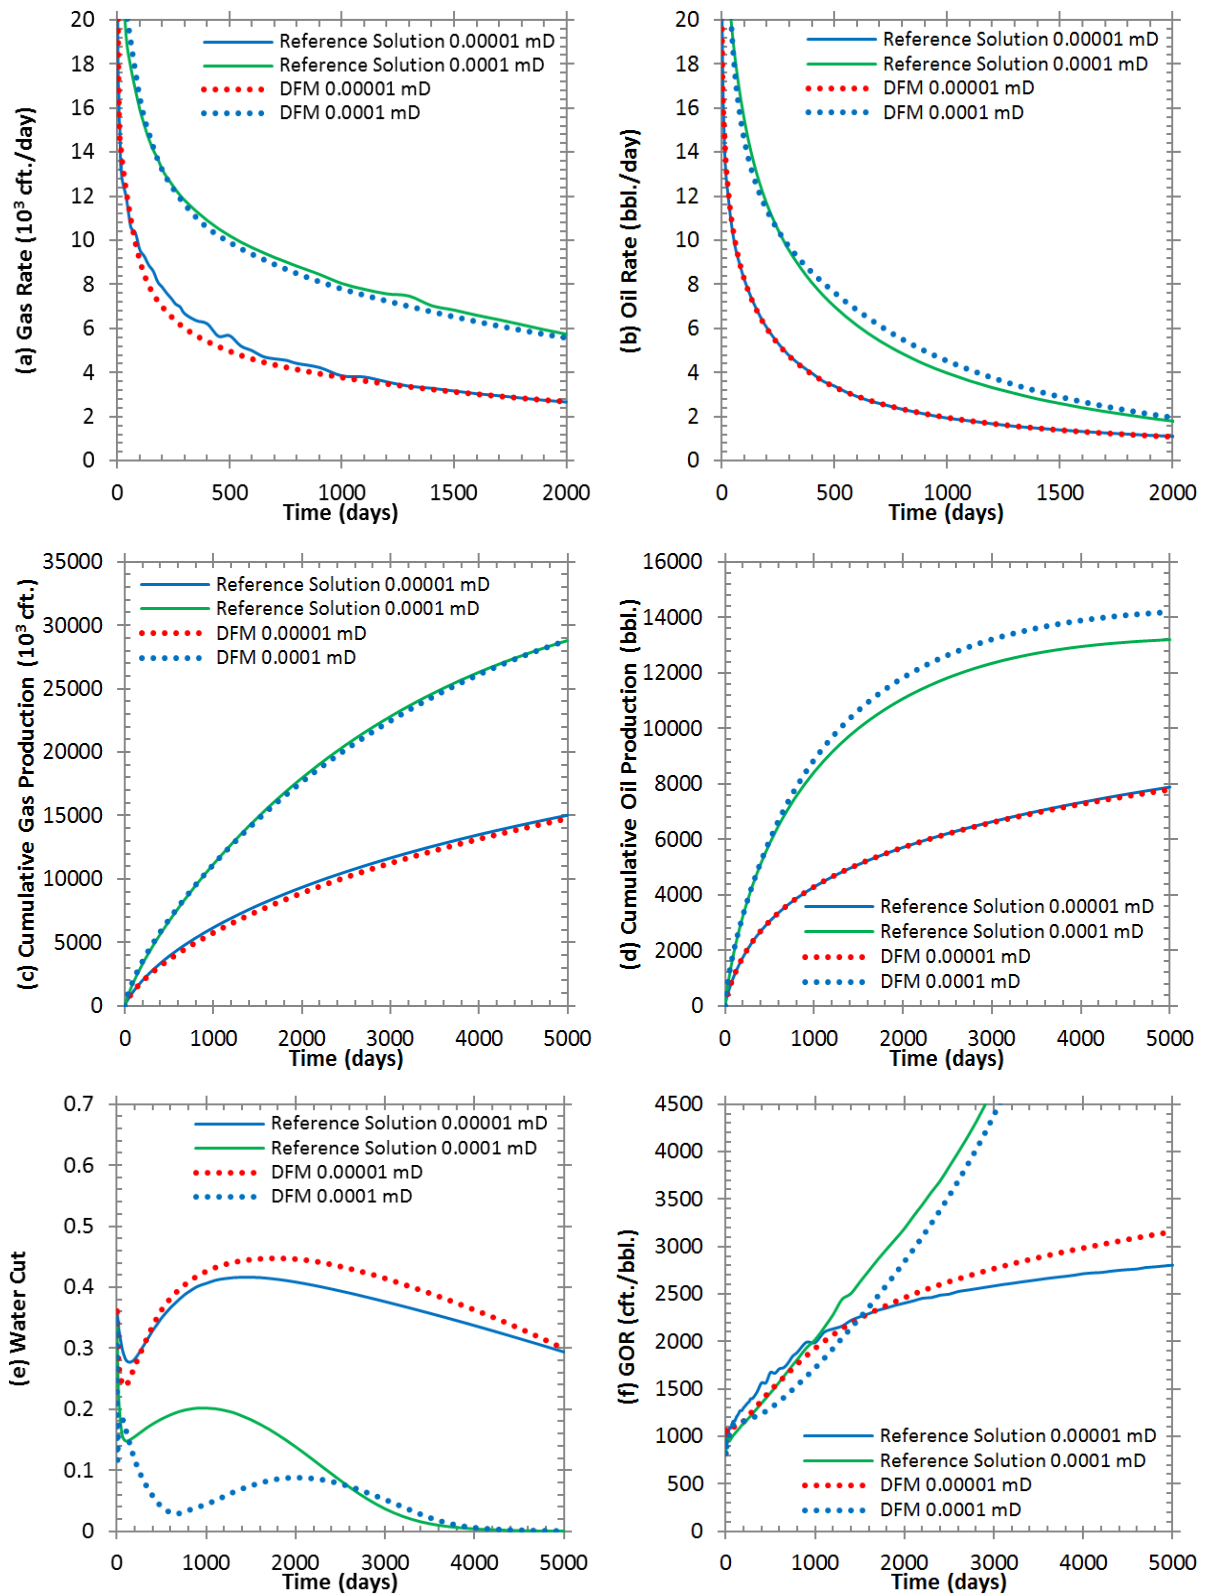 (a) Gas Rate (10³ cft./day)
20
18
16
14
12
10
8
6
4
2
0
Reference Solution 0.00001 mD
Reference Solution 0.0001 mD
DFM 0.00001 mD
DFM 0.0001 mD
0 500 1000 1500 2000
Time (days)
(b) Oil Rate (bbl./day)
20
18
16
14
12
10
8
6
4
2
0
Reference Solution 0.00001 mD
Reference Solution 0.0001 mD
DFM 0.00001 mD
DFM 0.0001 mD
0 500 1000 1500 2000
Time (days)
(c) Cumulative Gas Production (10³ cft.)
35000
30000
25000
20000
15000
10000
5000
0
Reference Solution 0.00001 mD
Reference Solution 0.0001 mD
DFM 0.00001 mD
DFM 0.0001 mD
0 1000 2000 3000 4000 5000
Time (days)
(d) Cumulative Oil Production (bbl.)
16000
14000
12000
10000
8000
6000
4000
2000
0
Reference Solution 0.00001 mD
Reference Solution 0.0001 mD
DFM 0.00001 mD
DFM 0.0001 mD
0 1000 2000 3000 4000 5000
Time (days)
(e) Water Cut
0.7
0.6
0.5
0.4
0.3
0.2
0.1
0
Reference Solution 0.00001 mD
Reference Solution 0.0001 mD
DFM 0.00001 mD
DFM 0.0001 mD
0 1000 2000 3000 4000 5000
Time (days)
(f) GOR (cft./bbl.)
4500
4000
3500
3000
2500
2000
1500
1000
500
0
Reference Solution 0.00001 mD
Reference Solution 0.0001 mD
DFM 0.00001 mD
DFM 0.0001 mD
0 1000 2000 3000 4000 5000
Time (days)